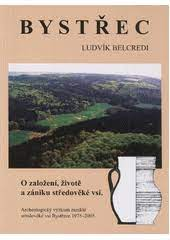 BYSTŘEC
LUDVÍK BELCREDI
O založení, životě
a zániku středověké vsi.
Archeologický výzkum zaniklé
středověké vsi Bystřec 1975–2005